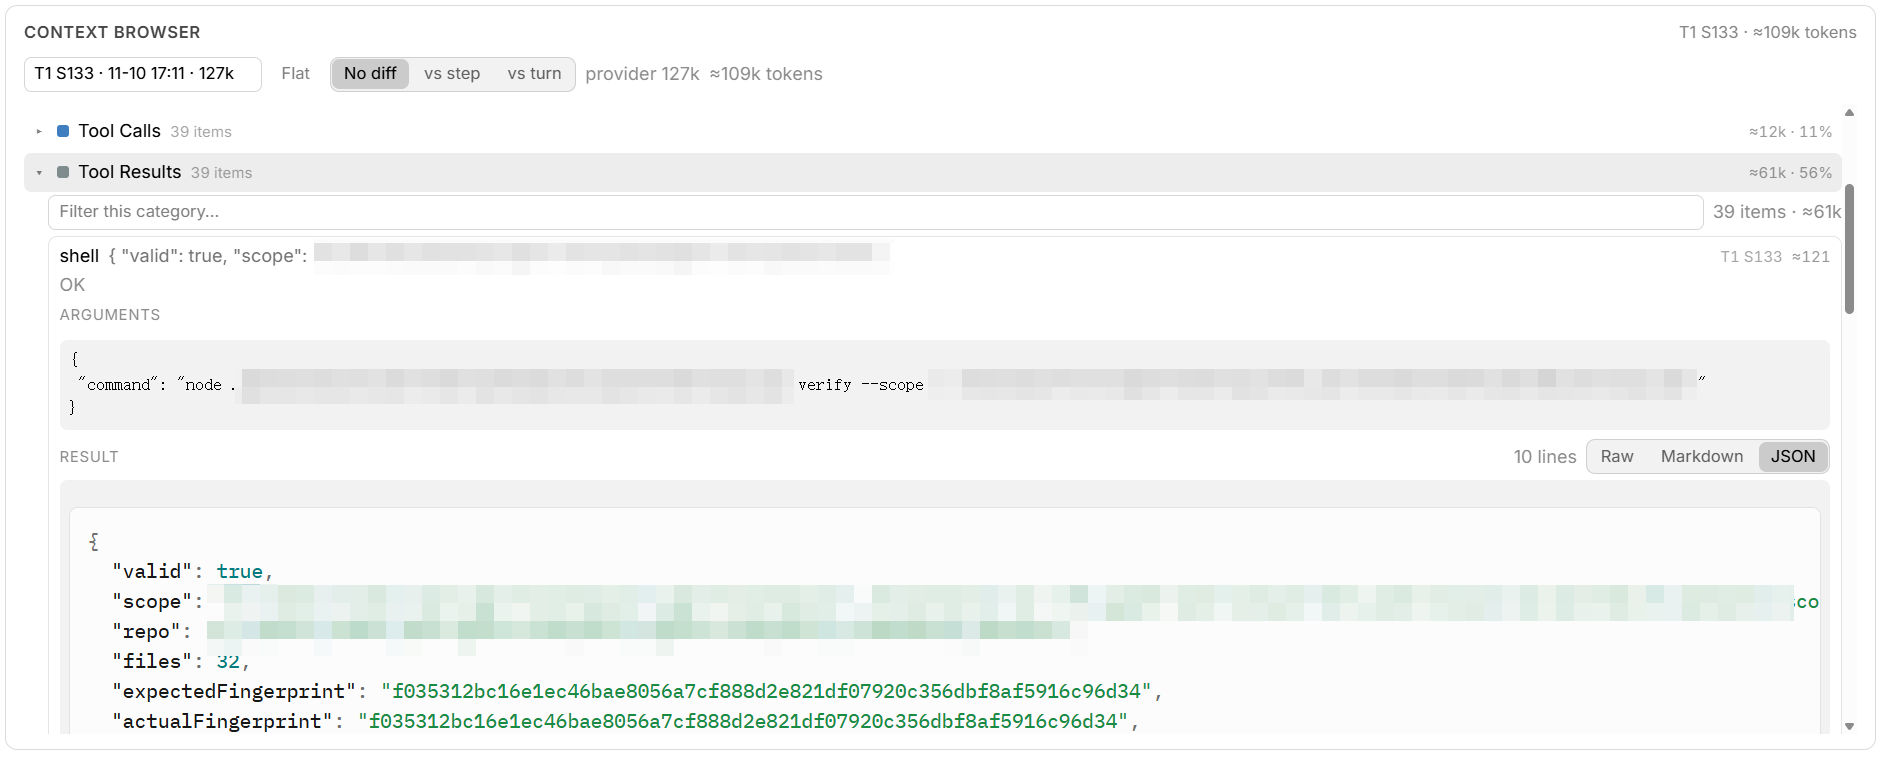 CONTEXT BROWSER T1 S133 · ≈109k tokens
T1 S133 · 11-10 17:11 · 127k Flat No diff vs step vs turn provider 127k ≈109k tokens
Tool Calls 39 items ≈12k · 11%
Tool Results 39 items ≈61k · 56%
Filter this category... 39 items · ≈61k
shell { "valid": true, "scope": T1 S133 ≈121
OK
ARGUMENTS
{
"command": "node . verify --scope "
}
RESULT 10 lines Raw Markdown JSON
{
"valid": true,
"scope": sco
"repo":
"files": 32,
"expectedFingerprint": "f035312bc16e1ec46bae8056a7cf888d2e821df07920c356dbf8af5916c96d34",
"actualFingerprint": "f035312bc16e1ec46bae8056a7cf888d2e821df07920c356dbf8af5916c96d34",